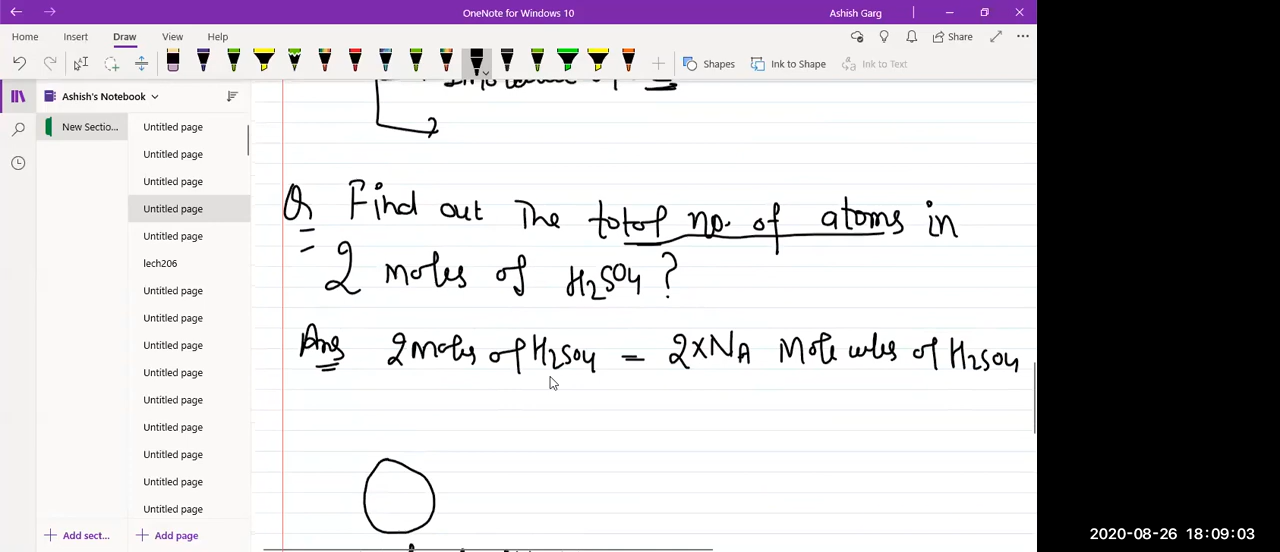 OneNote for Windows 10
Ashish Garg
Home Insert Draw View Help
Share
Shapes Ink to Shape Ink to Text
Ashish's Notebook
New Sectio...
Untitled page
Untitled page
Untitled page
Untitled page
Untitled page
lech206
Untitled page
Untitled page
Untitled page
Untitled page
Untitled page
Untitled page
Untitled page
Untitled page
Untitled page
Add sect...
Add page
Q Find out The total no. of atoms in
2 moles of H2SO4 ?
Ans 2 moles of H2SO4 = 2×NA Molecules of H2SO4
2020-08-26 18:09:03